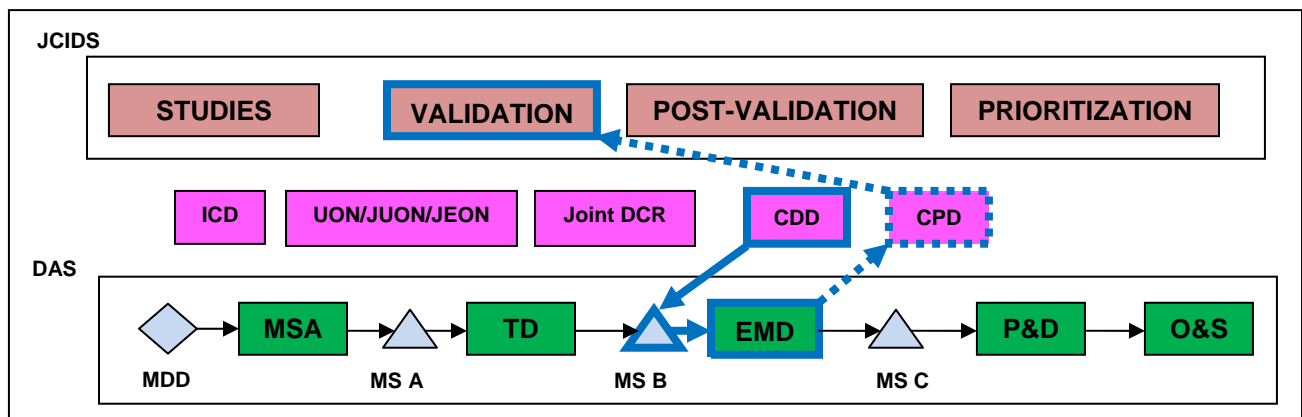 JCIDS
STUDIES
VALIDATION
POST-VALIDATION
PRIORITIZATION
ICD
UON/JUON/JEON
Joint DCR
CDD
CPD
DAS
MSA
TD
EMD
P&D
O&S
MDD
MS A
MS B
MS C